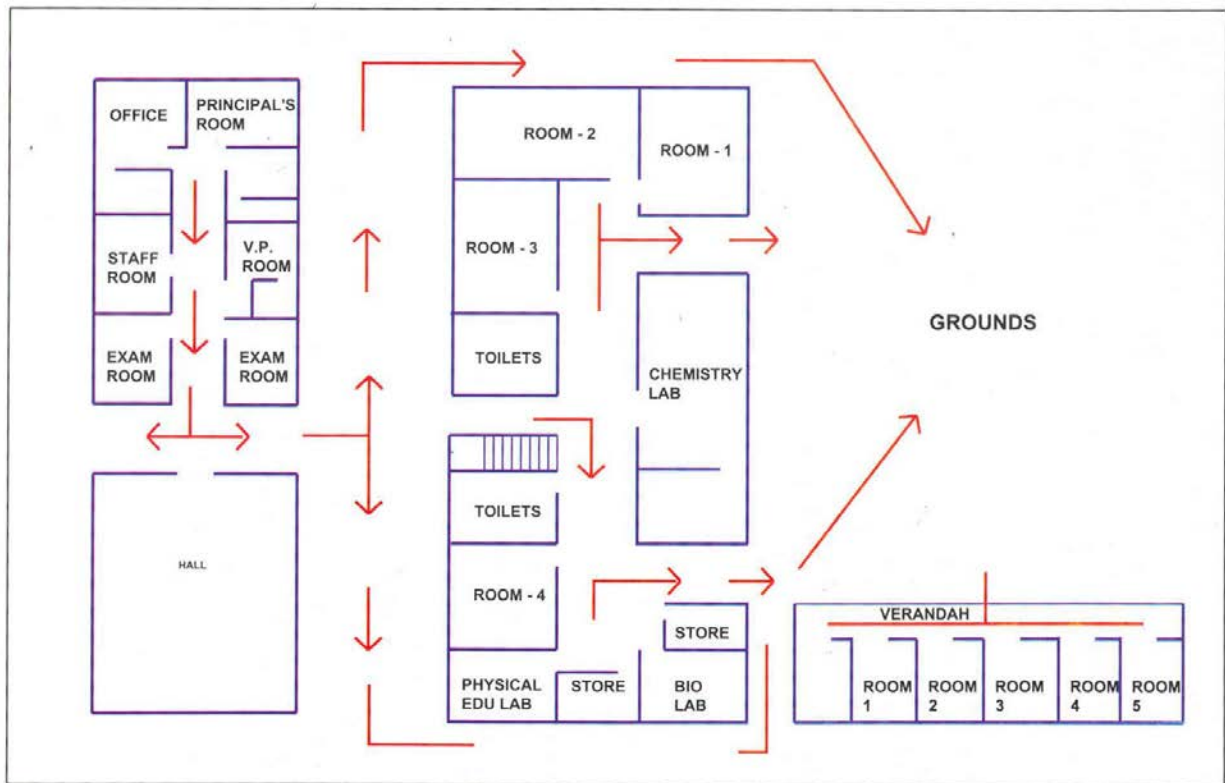 OFFICE
PRINCIPAL'S
ROOM
STAFF
ROOM
V.P.
ROOM
EXAM
ROOM
EXAM
ROOM
HALL
ROOM - 2
ROOM - 1
ROOM - 3
TOILETS
CHEMISTRY
LAB
TOILETS
ROOM - 4
PHYSICAL
EDU LAB
STORE
STORE
BIO
LAB
GROUNDS
VERANDAH
ROOM
1
ROOM
2
ROOM
3
ROOM
4
ROOM
5